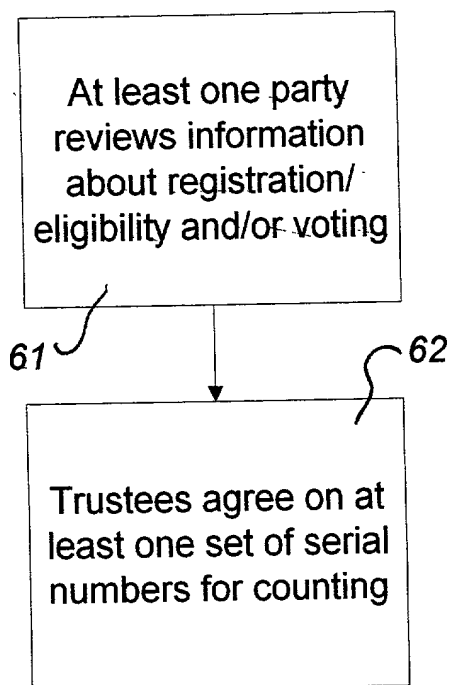 At least one party
reviews information
about registration/
eligibility and/or voting
61
62
Trustees agree on at
least one set of serial
numbers for counting